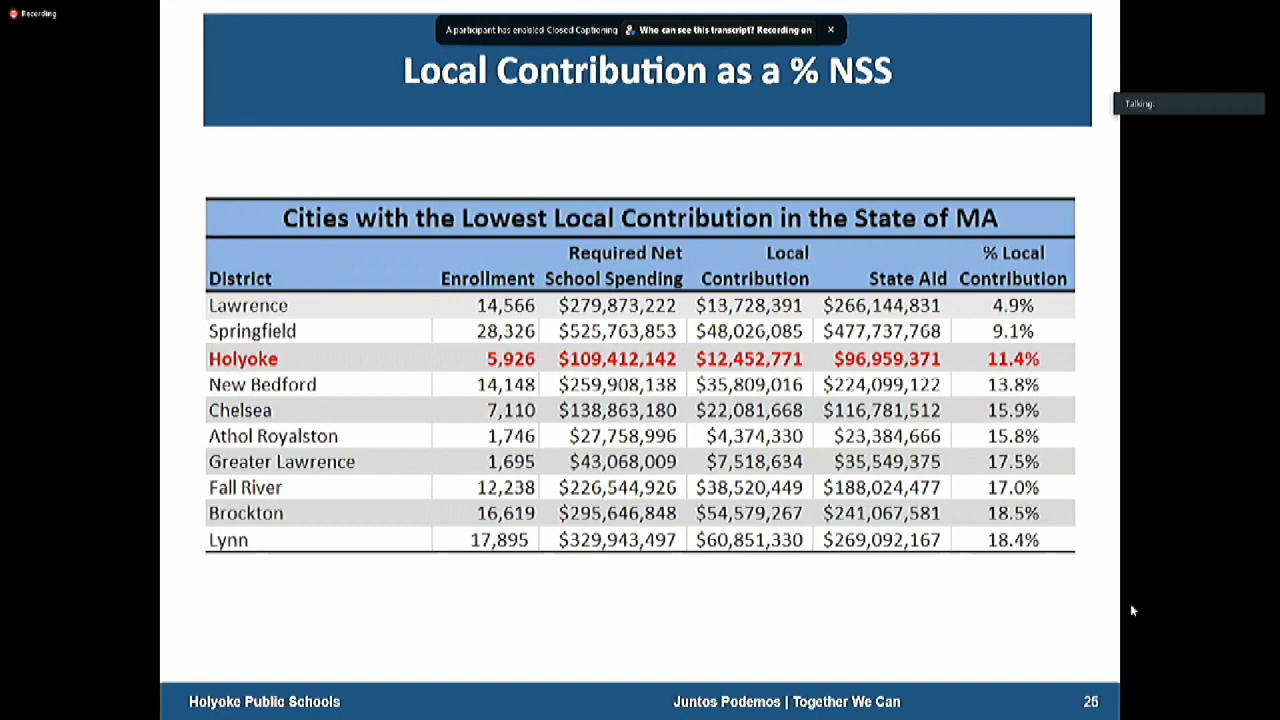 Recording
A participant has enabled Closed Captioning Who can see this transcript? Recording on
Local Contribution as a % NSS
Talking:
Cities with the Lowest Local Contribution in the State of MA
Required Net Local % Local
District Enrollment School Spending Contribution State Aid Contribution
Lawrence 14,566 $279,873,222 $13,728,391 $266,144,831 4.9%
Springfield 28,326 $525,763,853 $48,026,085 $477,737,768 9.1%
Holyoke 5,926 $109,412,142 $12,452,771 $96,959,371 11.4%
New Bedford 14,148 $259,908,138 $35,809,016 $224,099,122 13.8%
Chelsea 7,110 $138,863,180 $22,081,668 $116,781,512 15.9%
Athol Royalston 1,746 $27,758,996 $4,374,330 $23,384,666 15.8%
Greater Lawrence 1,695 $43,068,009 $7,518,634 $35,549,375 17.5%
Fall River 12,238 $226,544,926 $38,520,449 $188,024,477 17.0%
Brockton 16,619 $295,646,848 $54,579,267 $241,067,581 18.5%
Lynn 17,895 $329,943,497 $60,851,330 $269,092,167 18.4%
Holyoke Public Schools Juntos Podemos | Together We Can 25